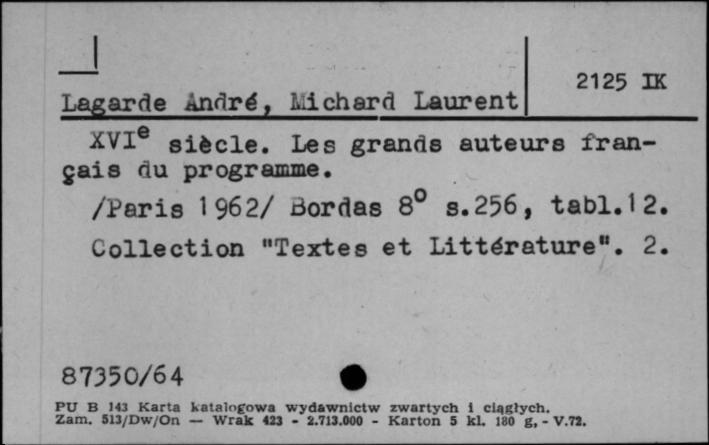 2125 IK
Lagarde André, Michard Laurent
XVIe siècle. Les grands auteurs fran-
çais du programme.
/Paris 1962/ Bordas 8° s.256, tabl.12.
Collection "Textes et Littérature". 2.
87350/64
PU B 143 Karta katalogowa wydawnictw zwartych i ciągłych.
Zam. 513/Dw/On — Wrak 423 - 2.713.000 - Karton 5 kl. 180 g, - V.72.